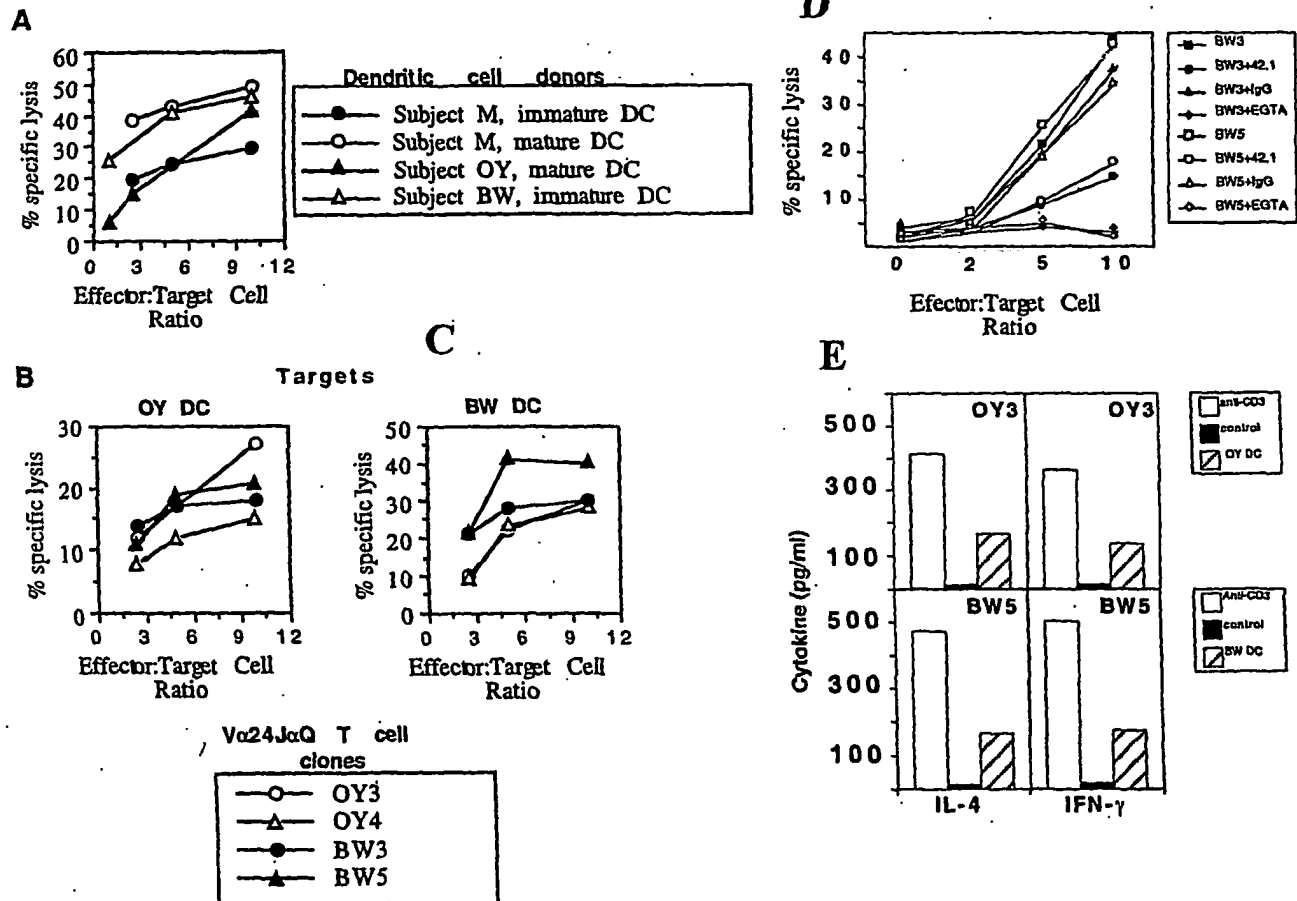 A
60
50
40
30
20
10
0
% specific lysis
0 3 6 9 12
Effector:Target Cell
Ratio
Dendritic cell donors
Subject M, immature DC
Subject M, mature DC
Subject OY, mature DC
Subject BW, immature DC
D
40
30
20
10
% specific lysis
0 2 5 10
Efector:Target Cell
Ratio
BW3
BW3+42.1
BW3+IgG
BW3+EGTA
BW5
BW5+42.1
BW5+IgG
BW5+EGTA
B
C
Targets
OY DC
30
20
10
0
% specific lysis
0 3 6 9 12
Effector:Target Cell
Ratio
BW DC
50
40
30
20
10
0
% specific lysis
0 3 6 9 12
Effector:Target Cell
Ratio
Vα24JαQ T cell
clones
OY3
OY4
BW3
BW5
E
Cytokine (pg/ml)
500
300
100
OY3
OY3
500
300
100
BW5
BW5
IL-4
IFN-γ
anti-CD3
control
OY DC
Anti-CD3
control
BW DC